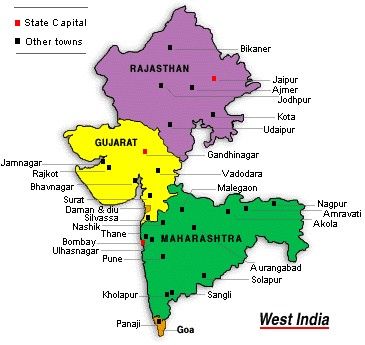 State Capital
Other towns
Bikaner
RAJASTHAN
Jaipur
Ajmer
Jodhpur
Kota
Udaipur
GUJARAT
Gandhinagar
Jamnagar
Rajkot
Vadodara
Bhavnagar
Malegaon
Surat
Nagpur
Daman & diu
Amravati
Silvassa
Akola
Nashik
Thane
MAHARASHTRA
Bombay
Ulhasnagar
Pune
Aurangabad
Solapur
Kholapur
Sangli
Panaji
Goa
West India